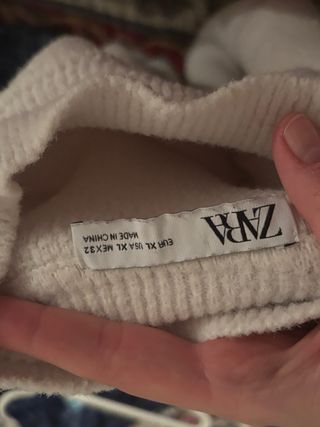 ZARA
EUR XL USA XL MEX 32
MADE IN CHINA